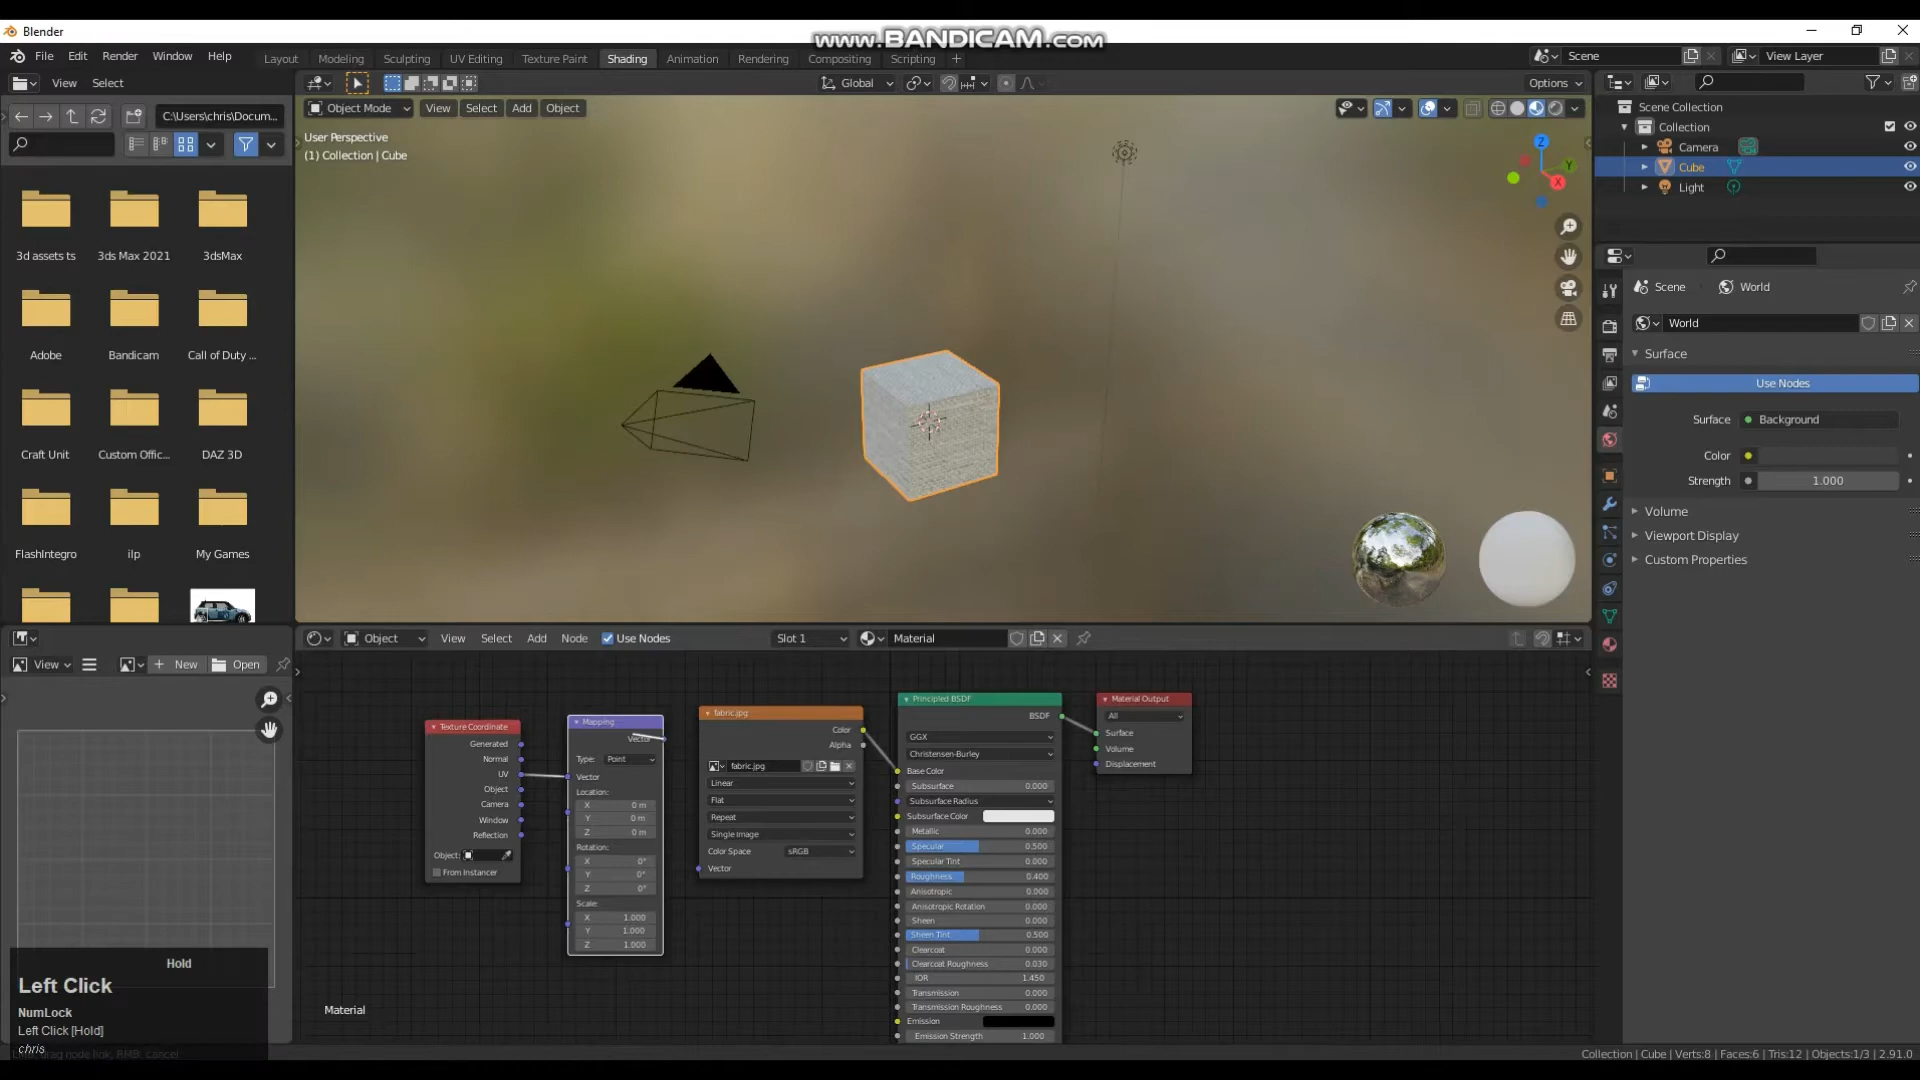 www.BANDICAM.com
Blender
File Edit Render Window Help
Layout Modeling Sculpting UV Editing Texture Paint Shading Animation Rendering Compositing Scripting +
Scene
View Layer
View Select
Global
Options
C:\Users\chris\Docum...
Object Mode View Select Add Object
User Perspective
(1) Collection | Cube
Z
Y
X
3d assets ts 3ds Max 2021 3dsMax
Adobe Bandicam Call of Duty ...
Craft Unit Custom Offic... DAZ 3D
FlashIntegro ilp My Games
Scene Collection
Collection
Camera
Cube
Light
Scene World
World
Surface
Use Nodes
Surface Background
Color
Strength 1.000
Volume
Viewport Display
Custom Properties
View New Open
Object View Select Add Node Use Nodes Slot 1 Material
Texture Coordinate
Generated
Normal
UV
Object
Camera
Window
Reflection
Object:
From Instancer
Mapping
Vector
Type: Point
Vector
Location:
X 0 m
Y 0 m
Z 0 m
Rotation:
X 0°
Y 0°
Z 0°
Scale:
X 1.000
Y 1.000
Z 1.000
fabric.jpg
Color
Alpha
fabric.jpg
Linear
Flat
Repeat
Single Image
Color Space sRGB
Vector
Principled BSDF
BSDF
GGX
Christensen-Burley
Base Color
Subsurface 0.000
Subsurface Radius
Subsurface Color
Metallic 0.000
Specular 0.500
Specular Tint 0.000
Roughness 0.400
Anisotropic 0.000
Anisotropic Rotation 0.000
Sheen 0.000
Sheen Tint 0.500
Clearcoat 0.000
Clearcoat Roughness 0.030
IOR 1.450
Transmission 0.000
Transmission Roughness 0.000
Emission
Emission Strength 1.000
Material Output
All
Surface
Volume
Displacement
Material
Hold
Left Click
NumLock
Left Click [Hold]
chris
drag node link, RMB: cancel
Collection | Cube | Verts:8 | Faces:6 | Tris:12 | Objects:1/3 | 2.91.0